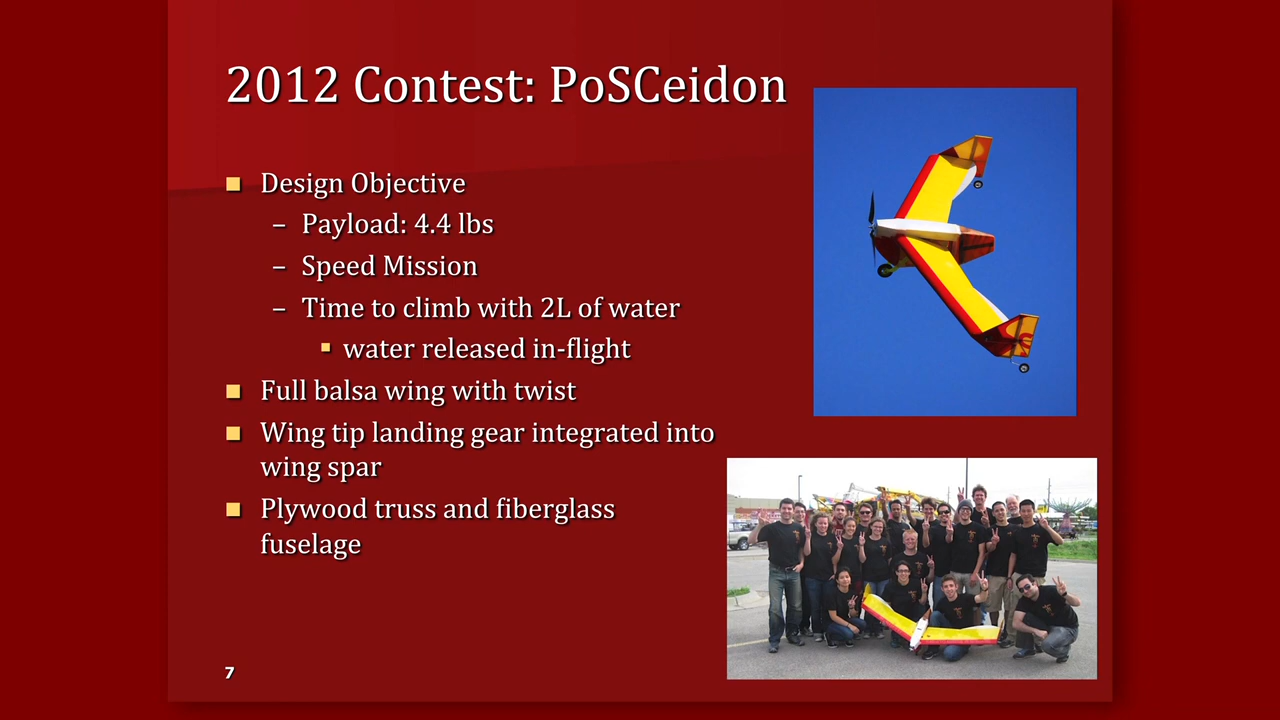 2012 Contest: PoSCeidon
Design Objective
– Payload: 4.4 lbs
– Speed Mission
– Time to climb with 2L of water
water released in-flight
Full balsa wing with twist
Wing tip landing gear integrated into
wing spar
Plywood truss and fiberglass
fuselage
7